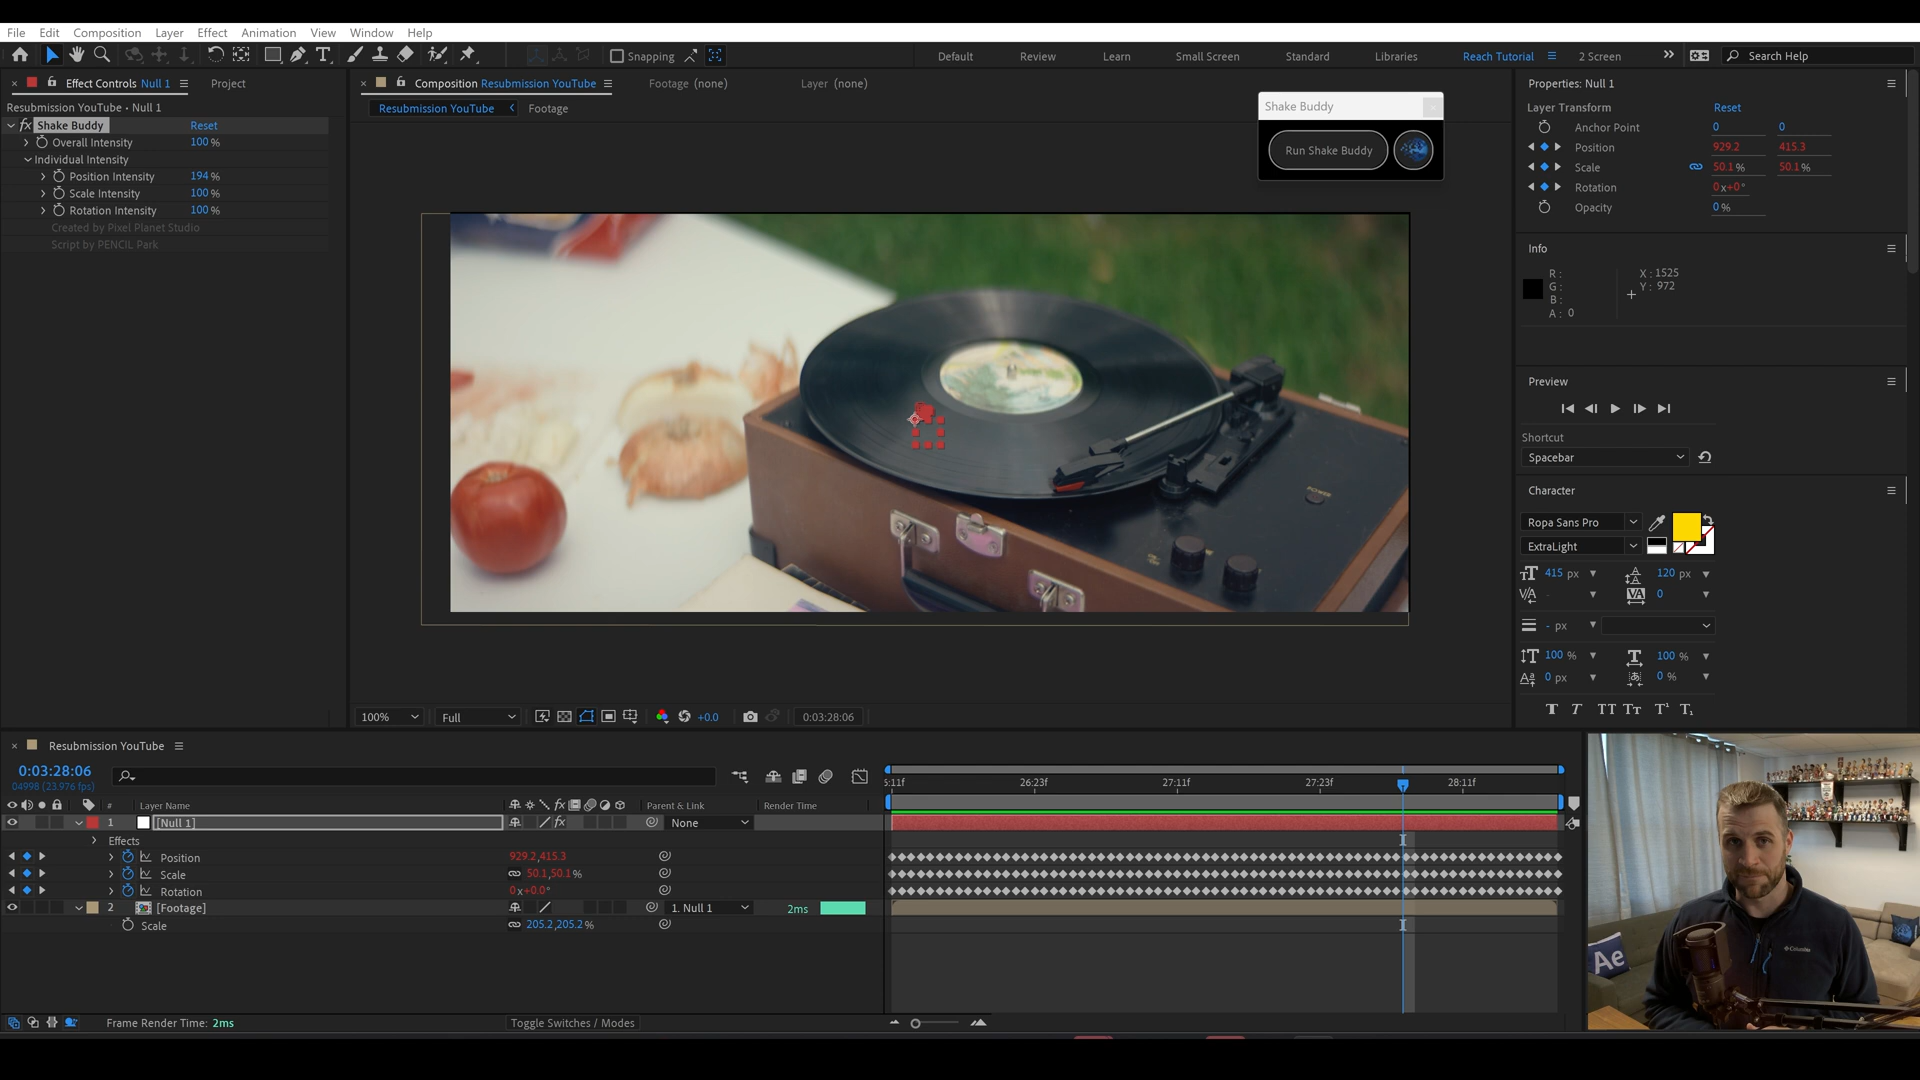 File Edit Composition Layer Effect Animation View Window Help
Snapping
Default Review Learn Small Screen Standard Libraries Reach Tutorial 2 Screen Search Help
Effect Controls Null 1 Project
Resubmission YouTube • Null 1
fx Shake Buddy Reset
Overall Intensity 100 %
Individual Intensity
Position Intensity 194 %
Scale Intensity 100 %
Rotation Intensity 100 %
Created by Pixel Planet Studio
Script by PENCIL Park
Composition Resubmission YouTube Footage (none) Layer (none)
Resubmission YouTube Footage
Shake Buddy
Run Shake Buddy
POWER
100% Full +0.0 0:03:28:06
Properties: Null 1
Layer Transform Reset
Anchor Point 0 0
Position 929.2 415.3
Scale 50.1 % 50.1 %
Rotation 0x+0°
Opacity 0 %
Info
R : X : 1525
G : Y : 972
B :
A : 0
Preview
Shortcut
Spacebar
Character
Ropa Sans Pro
ExtraLight
415 px 120 px
- 0
- px
100 % 100 %
0 px 0 %
T T TT TT T¹ T₁
Resubmission YouTube
0:03:28:06
04998 (23.976 fps)
# Layer Name fx Parent & Link Render Time
1 [Null 1] fx None
Effects
Position 929.2,415.3
Scale 50.1,50.1 %
Rotation 0x+0.0°
2 [Footage] 1. Null 1 2ms
Scale 205.2,205.2 %
5:11f 26:23f 27:11f 27:23f 28:11f
Frame Render Time: 2ms Toggle Switches / Modes
Ae
Columbia